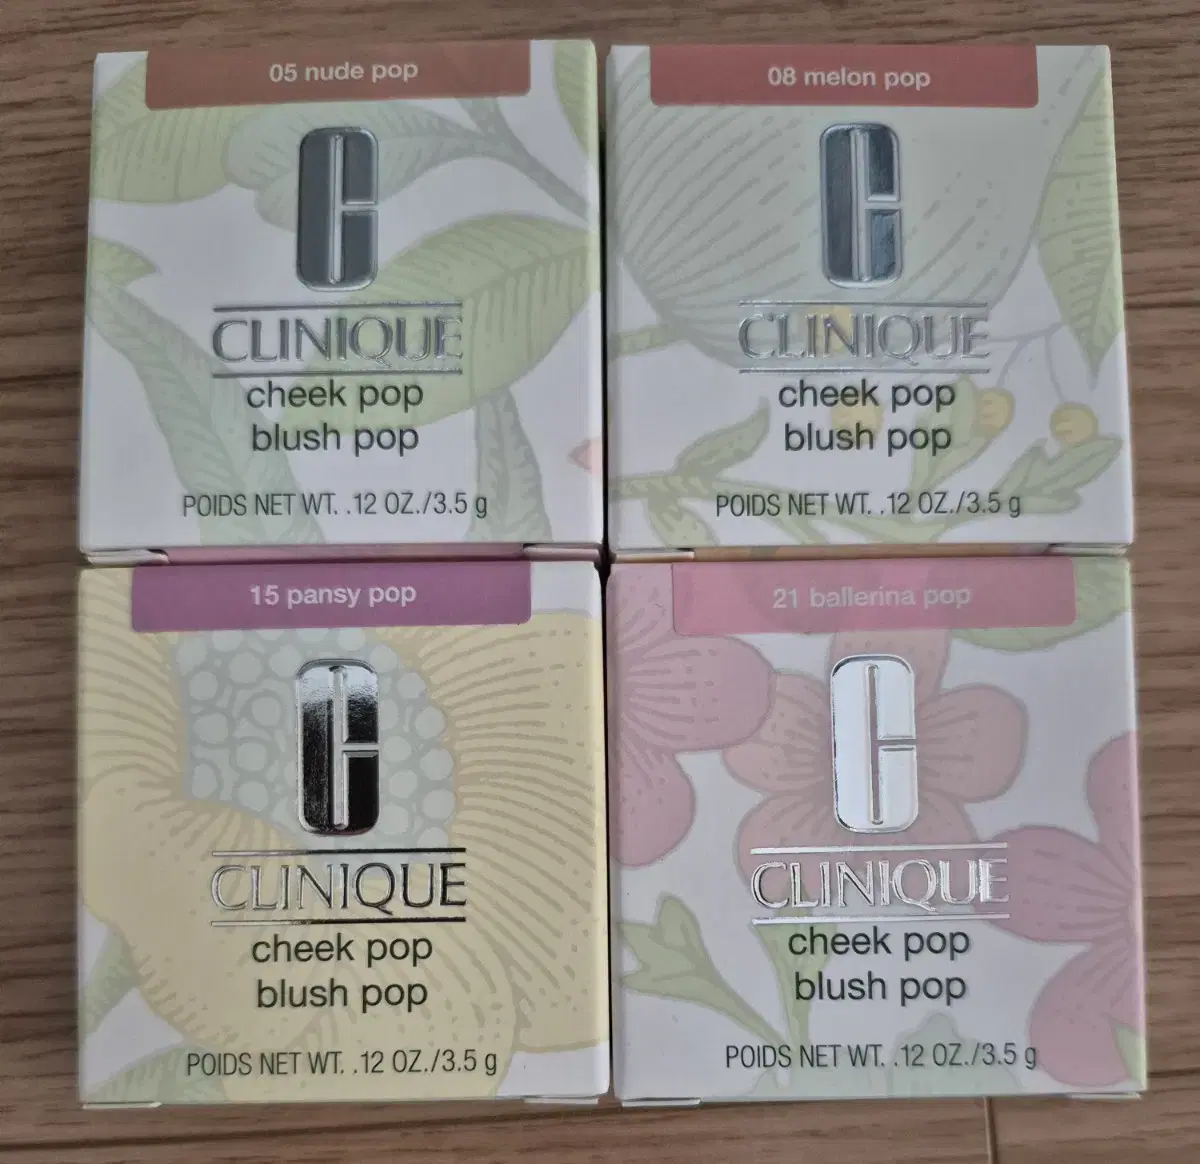 05 nude pop
CLINIQUE
cheek pop
blush pop
POIDS NET WT. .12 OZ./3.5 g
08 melon pop
CLINIQUE
cheek pop
blush pop
POIDS NET WT. .12 OZ./3.5 g
15 pansy pop
CLINIQUE
cheek pop
blush pop
POIDS NET WT. .12 OZ./3.5 g
21 ballerina pop
CLINIQUE
cheek pop
blush pop
POIDS NET WT. .12 OZ./3.5 g